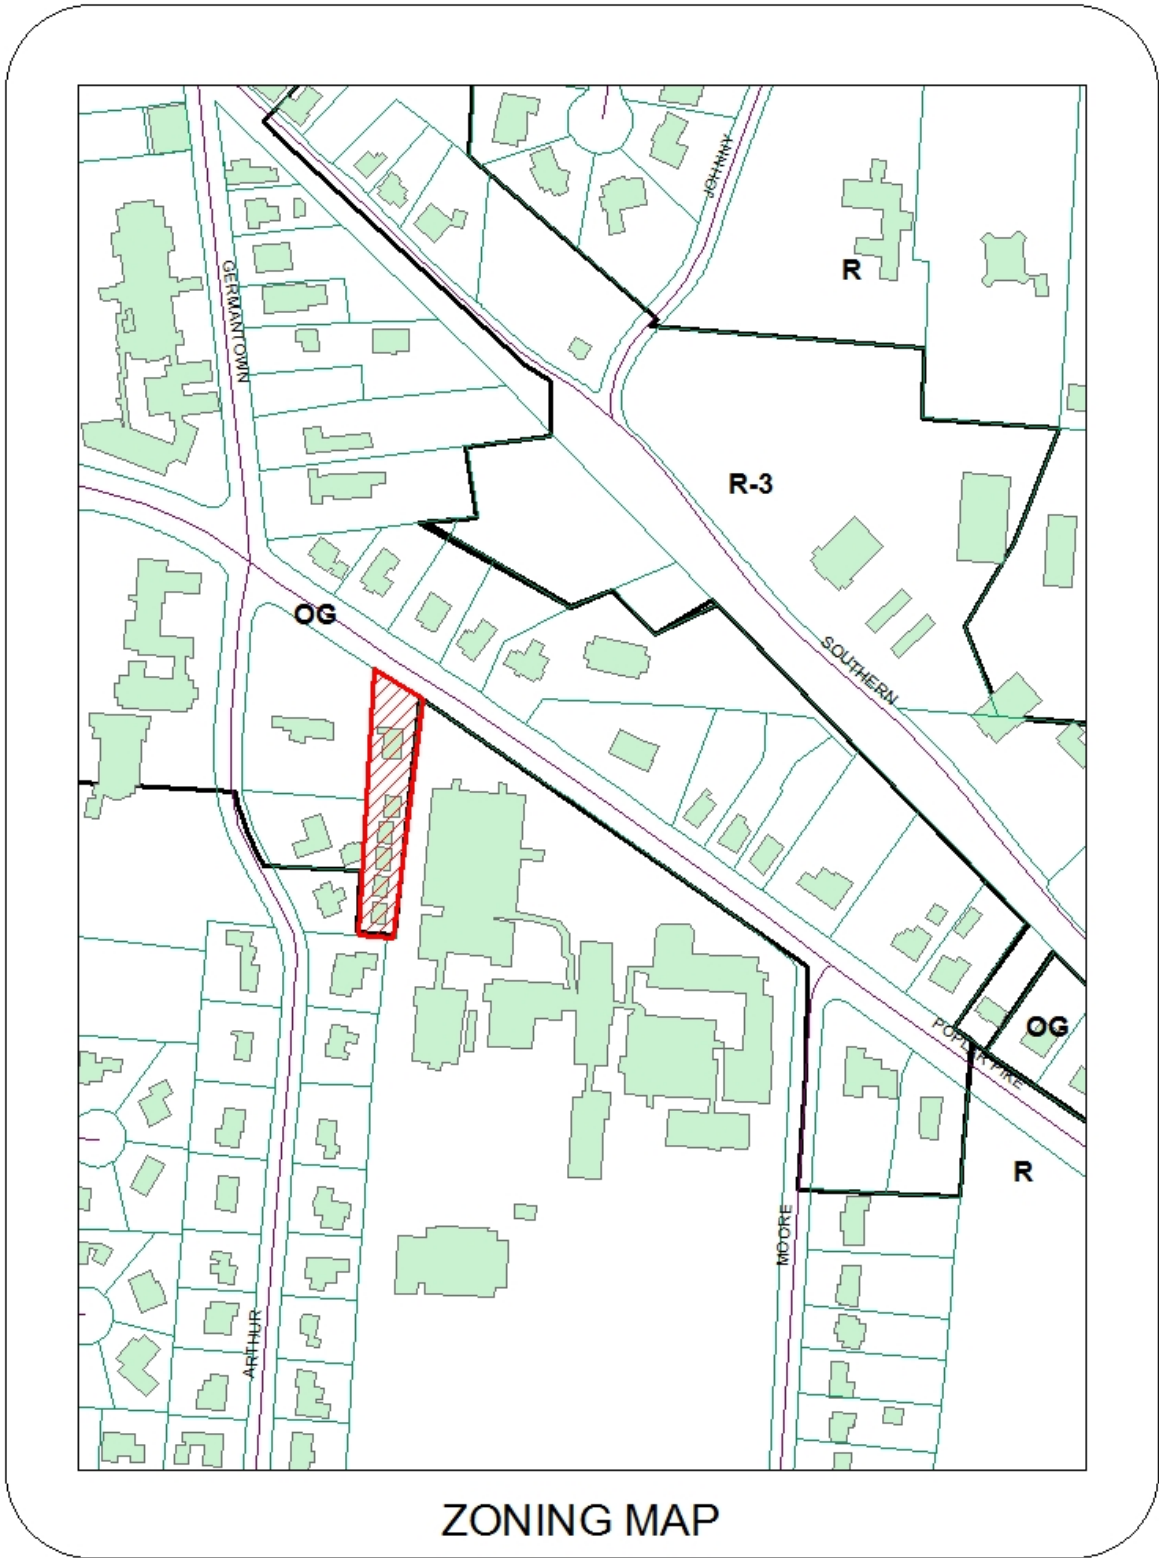 JOHNNY
R
GERMANTOWN
R-3
OG
SOUTHERN
OG
POPLAR PIKE
R
MOORE
ARTHUR
ZONING MAP